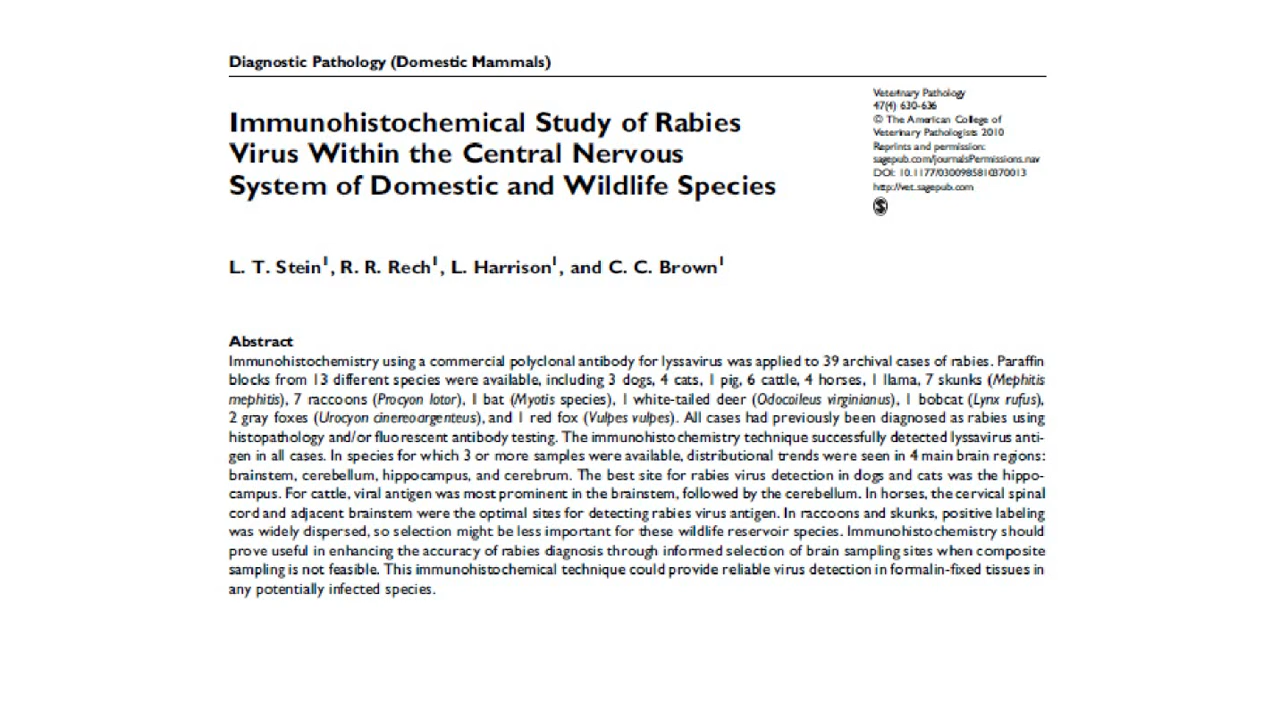 Diagnostic Pathology (Domestic Mammals)
Immunohistochemical Study of Rabies
Virus Within the Central Nervous
System of Domestic and Wildlife Species
Veterinary Pathology
47(4) 630-636
© The American College of
Veterinary Pathologists 2010
Reprints and permission:
sagepub.com/journalsPermissions.nav
DOI: 10.1177/0300985810370013
http://vet.sagepub.com
L. T. Stein1, R. R. Rech1, L. Harrison1, and C. C. Brown1
Abstract
Immunohistochemistry using a commercial polyclonal antibody for lyssavirus was applied to 39 archival cases of rabies. Paraffin
blocks from 13 different species were available, including 3 dogs, 4 cats, 1 pig, 6 cattle, 4 horses, 1 llama, 7 skunks (Mephitis
mephitis), 7 raccoons (Procyon lotor), 1 bat (Myotis species), 1 white-tailed deer (Odocoileus virginianus), 1 bobcat (Lynx rufus),
2 gray foxes (Urocyon cinereoargenteus), and 1 red fox (Vulpes vulpes). All cases had previously been diagnosed as rabies using
histopathology and/or fluorescent antibody testing. The immunohistochemistry technique successfully detected lyssavirus anti-
gen in all cases. In species for which 3 or more samples were available, distributional trends were seen in 4 main brain regions:
brainstem, cerebellum, hippocampus, and cerebrum. The best site for rabies virus detection in dogs and cats was the hippo-
campus. For cattle, viral antigen was most prominent in the brainstem, followed by the cerebellum. In horses, the cervical spinal
cord and adjacent brainstem were the optimal sites for detecting rabies virus antigen. In raccoons and skunks, positive labeling
was widely dispersed, so selection might be less important for these wildlife reservoir species. Immunohistochemistry should
prove useful in enhancing the accuracy of rabies diagnosis through informed selection of brain sampling sites when composite
sampling is not feasible. This immunohistochemical technique could provide reliable virus detection in formalin-fixed tissues in
any potentially infected species.